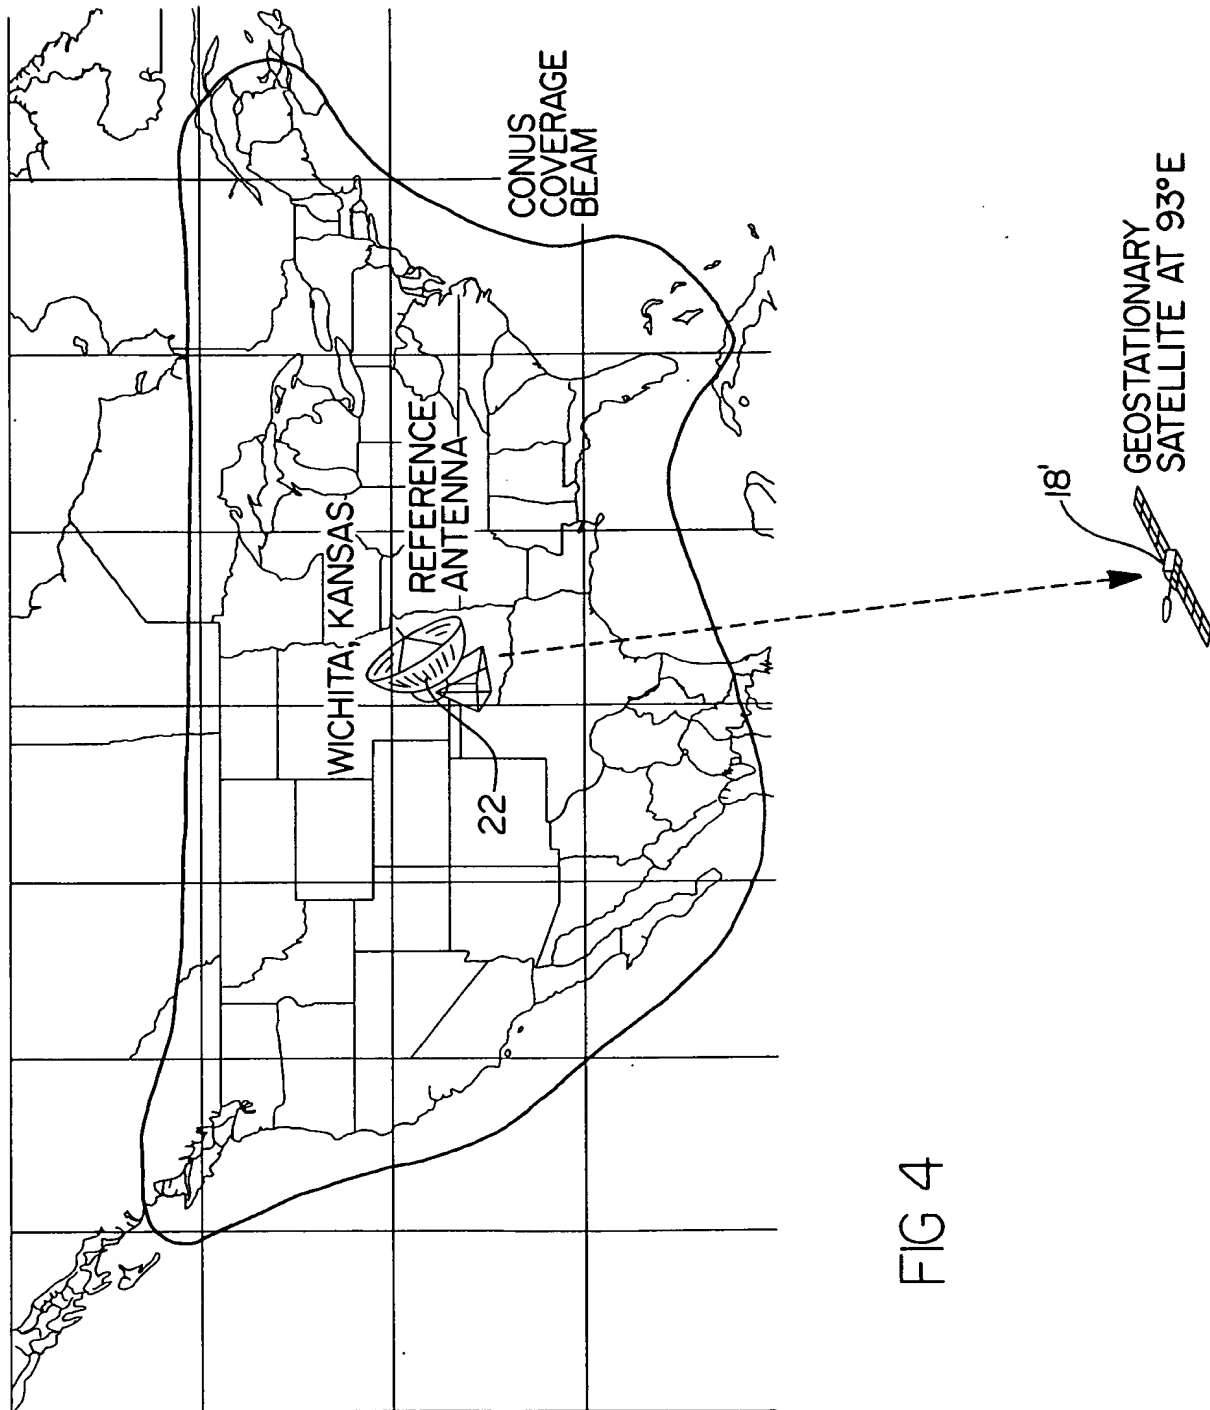 CONUS
COVERAGE
BEAM
WICHITA, KANSAS
REFERENCE
ANTENNA
22
18'
GEOSTATIONARY
SATELLITE AT 93°E
FIG 4